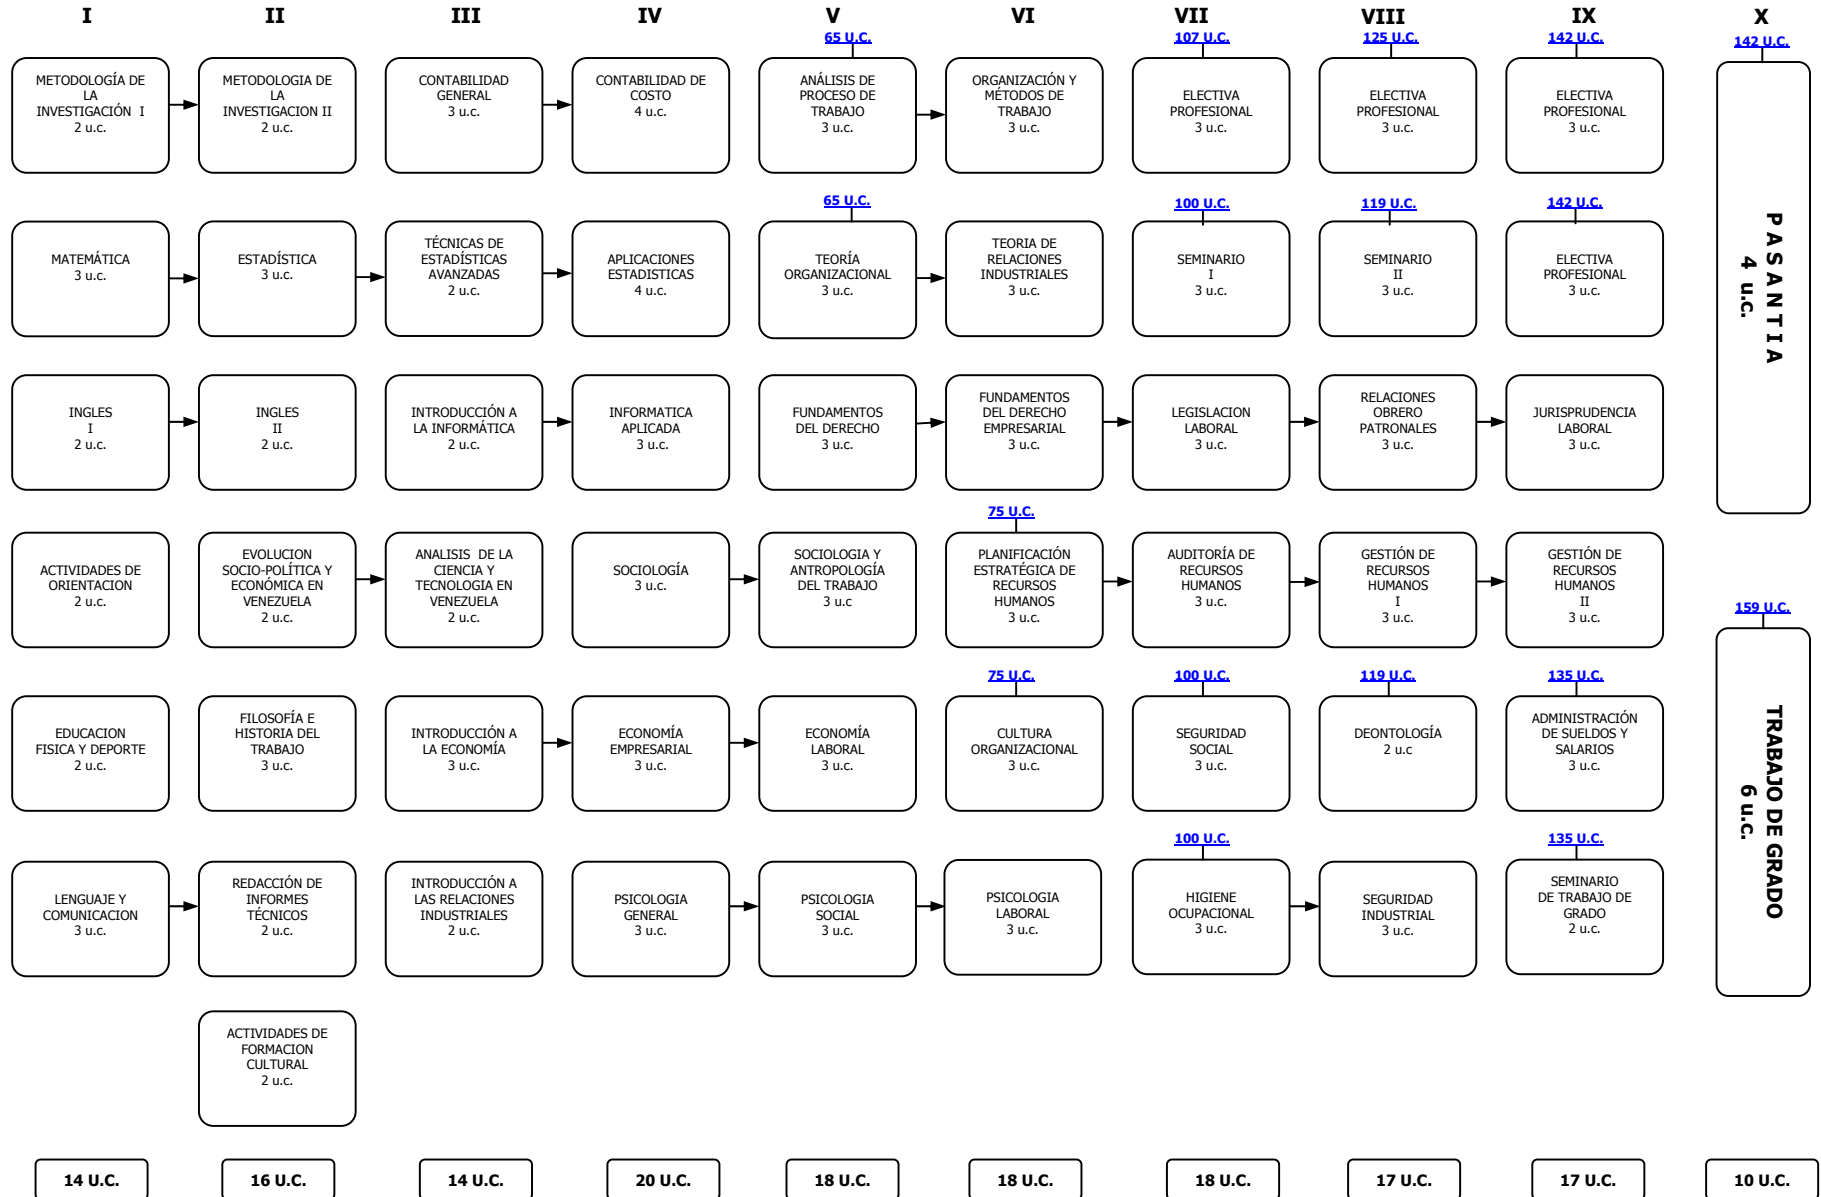 I II III IV V VI VII VIII IX X
65 U.C. 107 U.C. 125 U.C. 142 U.C. 142 U.C.
METODOLOGÍA DE
LA
INVESTIGACIÓN I
2 u.c.
METODOLOGIA DE
LA
INVESTIGACION II
2 u.c.
CONTABILIDAD
GENERAL
3 u.c.
CONTABILIDAD DE
COSTO
4 u.c.
ANÁLISIS DE
PROCESO DE
TRABAJO
3 u.c.
ORGANIZACIÓN Y
MÉTODOS DE
TRABAJO
3 u.c.
ELECTIVA
PROFESIONAL
3 u.c.
ELECTIVA
PROFESIONAL
3 u.c.
ELECTIVA
PROFESIONAL
3 u.c.
P A S A N T I A
4 u.c.
65 U.C. 100 U.C. 119 U.C. 142 U.C.
MATEMÁTICA
3 u.c.
ESTADÍSTICA
3 u.c.
TÉCNICAS DE
ESTADÍSTICAS
AVANZADAS
2 u.c.
APLICACIONES
ESTADISTICAS
4 u.c.
TEORÍA
ORGANIZACIONAL
3 u.c.
TEORIA DE
RELACIONES
INDUSTRIALES
3 u.c.
SEMINARIO
I
3 u.c.
SEMINARIO
II
3 u.c.
ELECTIVA
PROFESIONAL
3 u.c.
INGLES
I
2 u.c.
INGLES
II
2 u.c.
INTRODUCCIÓN A
LA INFORMÁTICA
2 u.c.
INFORMATICA
APLICADA
3 u.c.
FUNDAMENTOS
DEL DERECHO
3 u.c.
FUNDAMENTOS
DEL DERECHO
EMPRESARIAL
3 u.c.
LEGISLACION
LABORAL
3 u.c.
RELACIONES
OBRERO
PATRONALES
3 u.c.
JURISPRUDENCIA
LABORAL
3 u.c.
75 U.C.
ACTIVIDADES DE
ORIENTACION
2 u.c.
EVOLUCION
SOCIO-POLÍTICA Y
ECONÓMICA EN
VENEZUELA
2 u.c.
ANALISIS DE LA
CIENCIA Y
TECNOLOGIA EN
VENEZUELA
2 u.c.
SOCIOLOGÍA
3 u.c.
SOCIOLOGIA Y
ANTROPOLOGÍA
DEL TRABAJO
3 u.c
PLANIFICACIÓN
ESTRATÉGICA DE
RECURSOS
HUMANOS
3 u.c.
AUDITORÍA DE
RECURSOS
HUMANOS
3 u.c.
GESTIÓN DE
RECURSOS
HUMANOS
I
3 u.c.
GESTIÓN DE
RECURSOS
HUMANOS
II
3 u.c.
159 U.C.
TRABAJO DE GRADO
6 u.c.
75 U.C. 100 U.C. 119 U.C. 135 U.C.
EDUCACION
FISICA Y DEPORTE
2 u.c.
FILOSOFÍA E
HISTORIA DEL
TRABAJO
3 u.c.
INTRODUCCIÓN A
LA ECONOMÍA
3 u.c.
ECONOMÍA
EMPRESARIAL
3 u.c.
ECONOMÍA
LABORAL
3 u.c.
CULTURA
ORGANIZACIONAL
3 u.c.
SEGURIDAD
SOCIAL
3 u.c.
DEONTOLOGÍA
2 u.c
ADMINISTRACIÓN
DE SUELDOS Y
SALARIOS
3 u.c.
100 U.C. 135 U.C.
LENGUAJE Y
COMUNICACION
3 u.c.
REDACCIÓN DE
INFORMES
TÉCNICOS
2 u.c.
INTRODUCCIÓN A
LAS RELACIONES
INDUSTRIALES
2 u.c.
PSICOLOGIA
GENERAL
3 u.c.
PSICOLOGIA
SOCIAL
3 u.c.
PSICOLOGIA
LABORAL
3 u.c.
HIGIENE
OCUPACIONAL
3 u.c.
SEGURIDAD
INDUSTRIAL
3 u.c.
SEMINARIO
DE TRABAJO DE
GRADO
2 u.c.
ACTIVIDADES DE
FORMACION
CULTURAL
2 u.c.
14 U.C. 16 U.C. 14 U.C. 20 U.C. 18 U.C. 18 U.C. 18 U.C. 17 U.C. 17 U.C. 10 U.C.